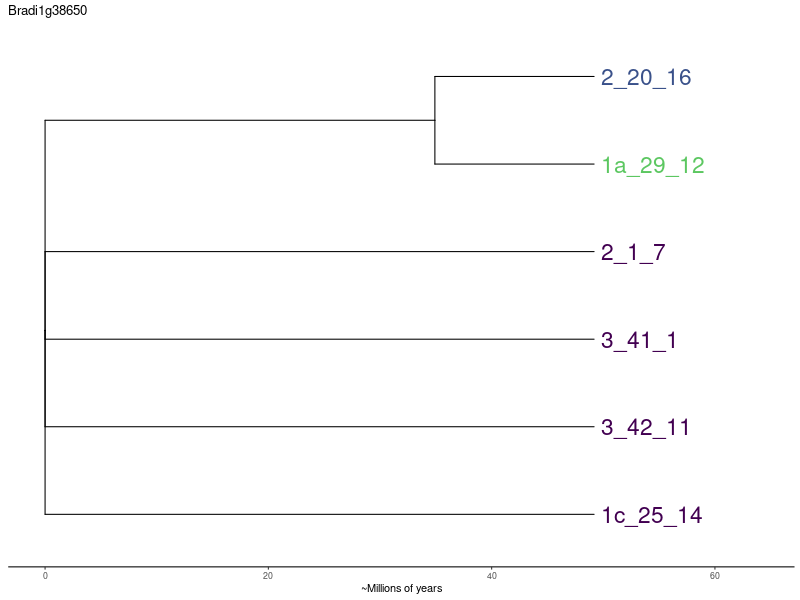 Bradi1g38650
2_20_16
1a_29_12
2_1_7
3_41_1
3_42_11
1c_25_14
0 20 40 60
~Millions of years